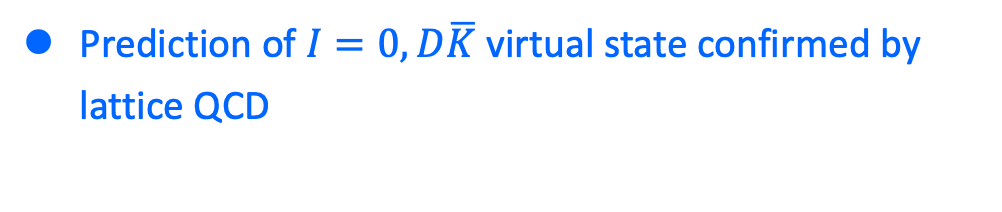 ● Prediction of I = 0, DK̅ virtual state confirmed by
lattice QCD